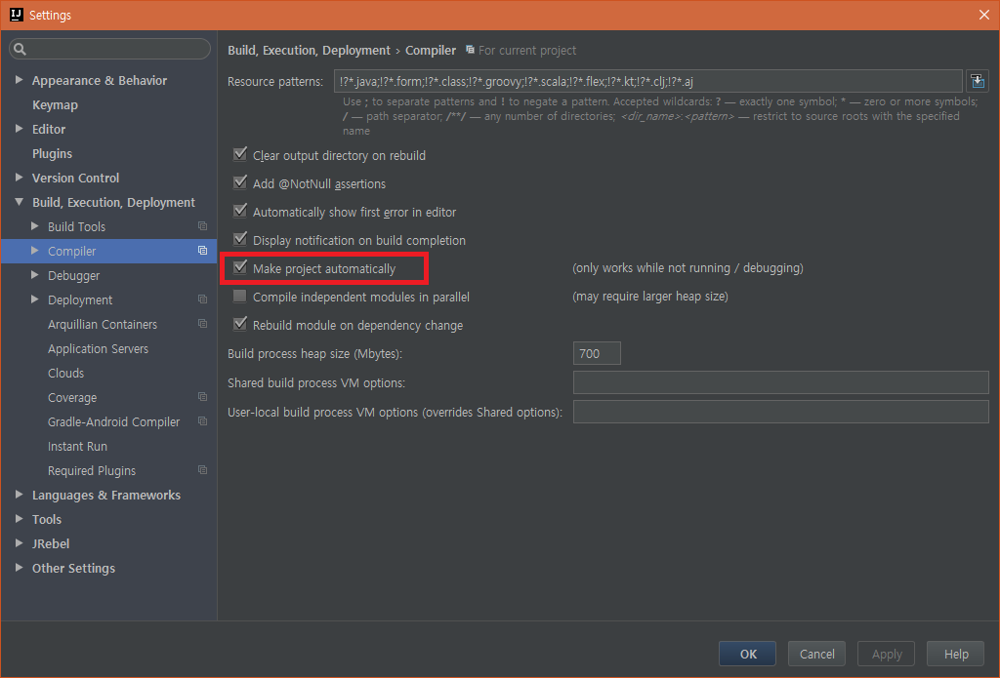 IJ Settings
Build, Execution, Deployment › Compiler For current project
Appearance & Behavior
Keymap
Editor
Plugins
Version Control
Build, Execution, Deployment
Build Tools
Compiler
Debugger
Deployment
Arquillian Containers
Application Servers
Clouds
Coverage
Gradle-Android Compiler
Instant Run
Required Plugins
Languages & Frameworks
Tools
JRebel
Other Settings
Resource patterns: !?*.java;!?*.form;!?*.class;!?*.groovy;!?*.scala;!?*.flex;!?*.kt;!?*.clj;!?*.aj
Use ; to separate patterns and ! to negate a pattern. Accepted wildcards: ? — exactly one symbol; * — zero or more symbols;
/ — path separator; /**/ — any number of directories; <dir_name>:<pattern> — restrict to source roots with the specified
name
Clear output directory on rebuild
Add @NotNull assertions
Automatically show first error in editor
Display notification on build completion
Make project automatically (only works while not running / debugging)
Compile independent modules in parallel (may require larger heap size)
Rebuild module on dependency change
Build process heap size (Mbytes): 700
Shared build process VM options:
User-local build process VM options (overrides Shared options):
OK Cancel Apply Help